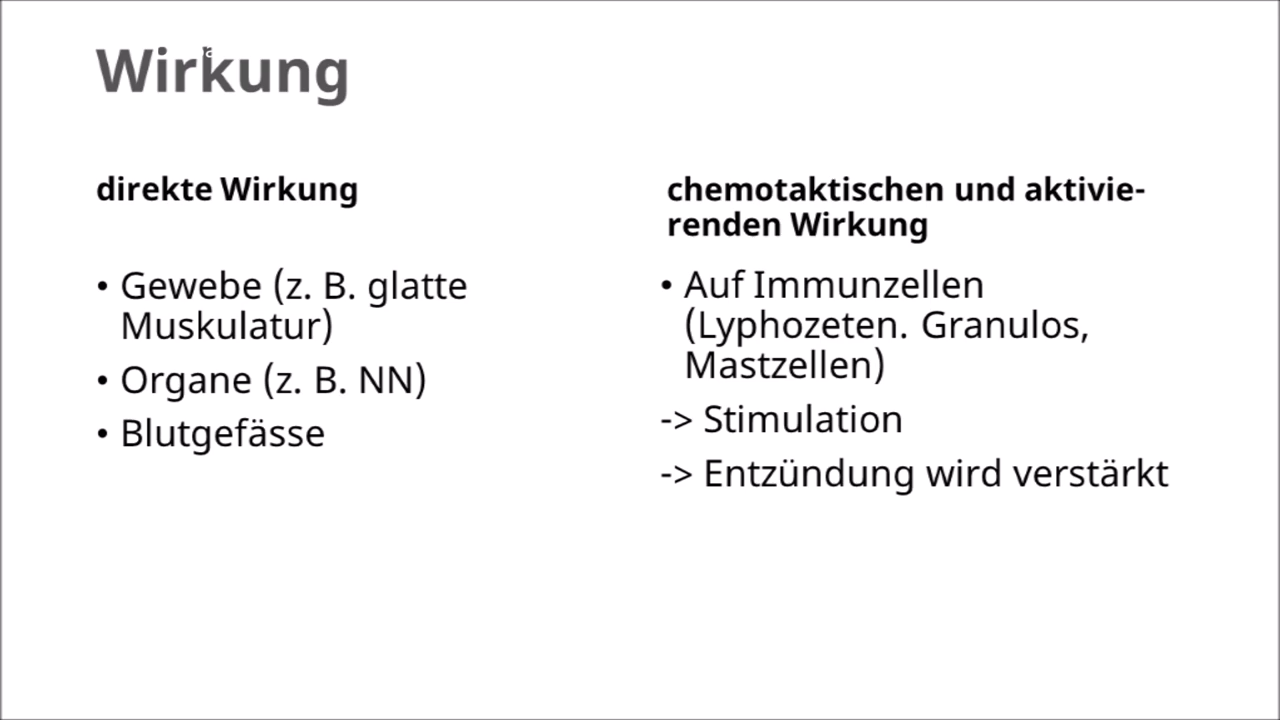 Wirkung
direkte Wirkung
Gewebe (z. B. glatte
Muskulatur)
Organe (z. B. NN)
Blutgefässe
chemotaktischen und aktivie-
renden Wirkung
Auf Immunzellen
(Lyphozeten. Granulos,
Mastzellen)
-> Stimulation
-> Entzündung wird verstärkt